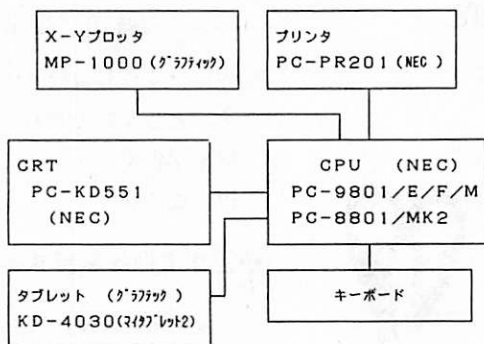 X-Yプロッタ
MP-1000(グラフティック)
プリンタ
PC-PR201(NEC)
CRT
PC-KD551
(NEC)
CPU (NEC)
PC-9801/E/F/M
PC-8801/MK2
タブレット (グラフテック)
KD-4030(マイタブレット2)
キーボード